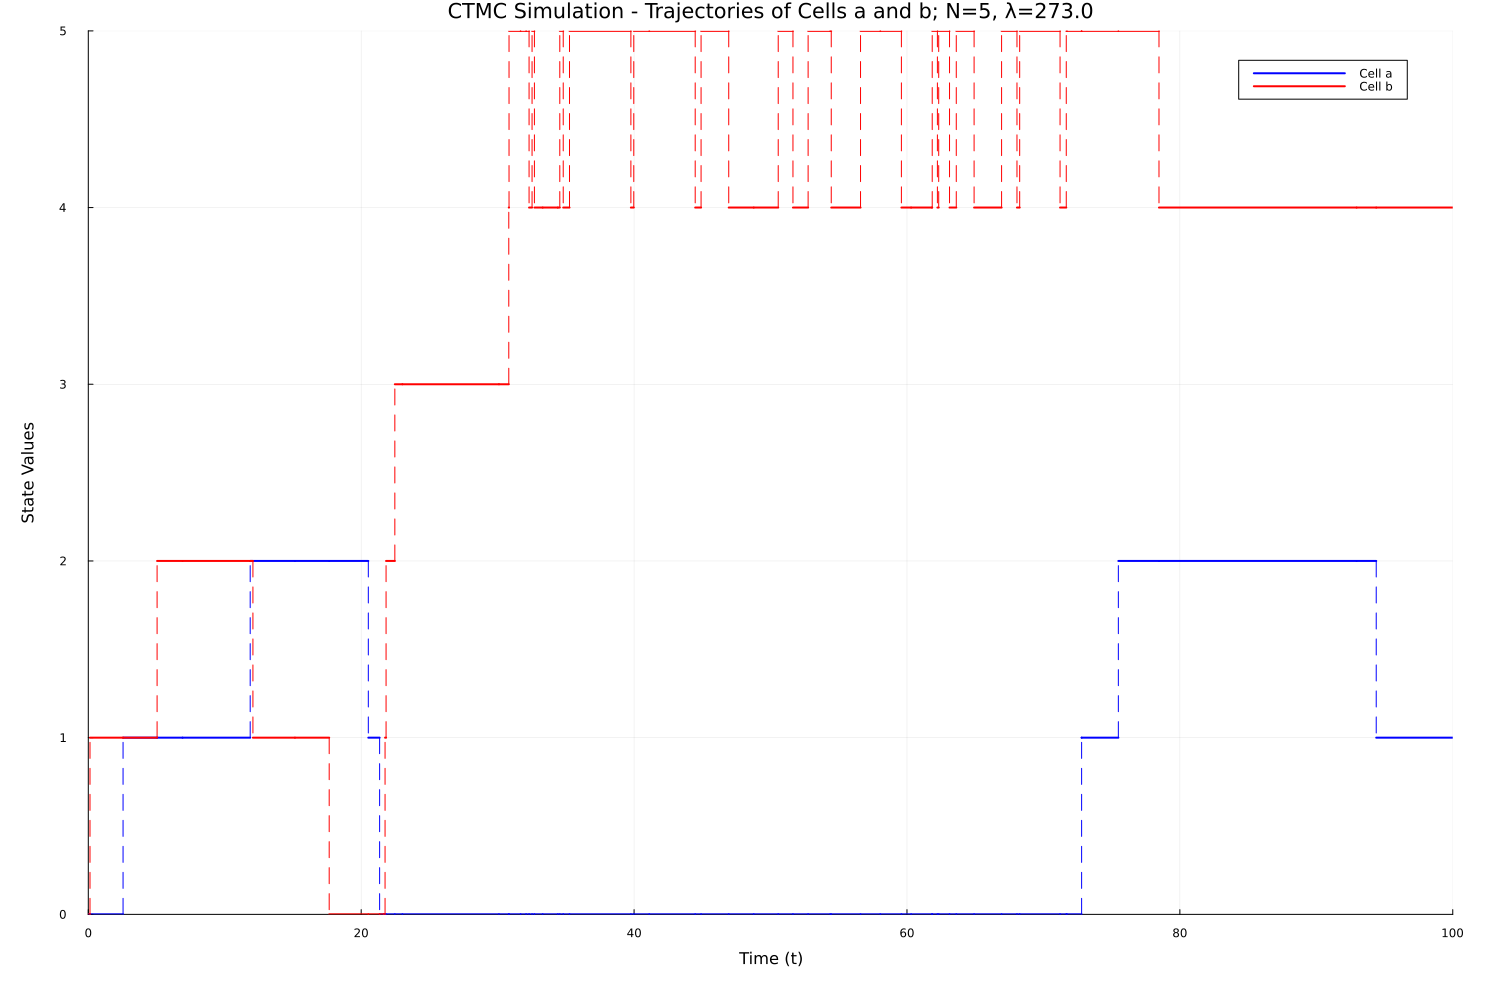 CTMC Simulation - Trajectories of Cells a and b; N=5, λ=273.0
Cell a
Cell b
State Values
5
4
3
2
1
0
0 20 40 60 80 100
Time (t)